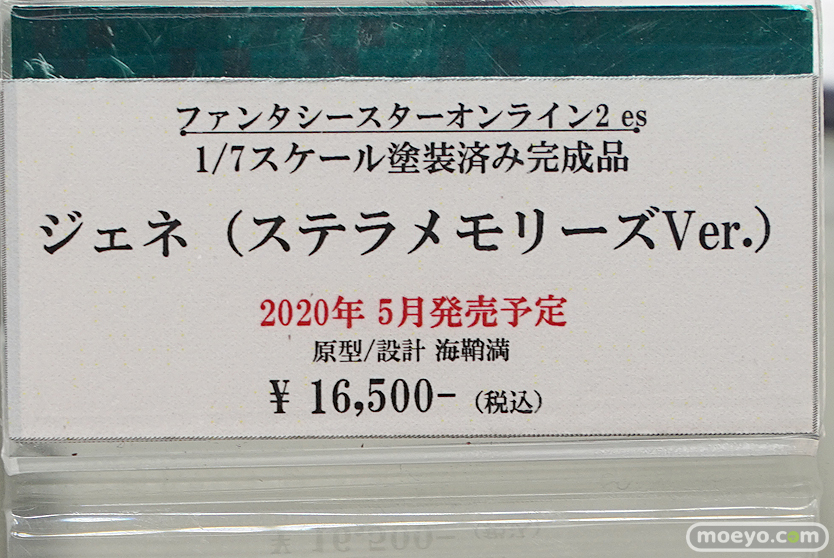 ファンタシースターオンライン2 es
1/7スケール塗装済み完成品
ジェネ（ステラメモリーズVer.）
2020年 5月発売予定
原型/設計 海鞘満
¥ 16,500-（税込）
moeyo.com